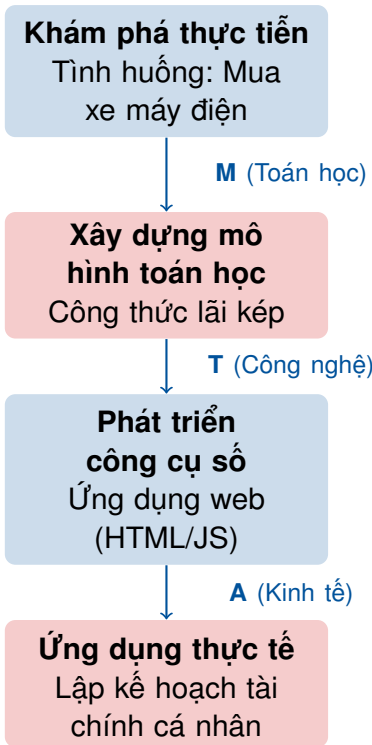 Khám phá thực tiễn
Tình huống: Mua
xe máy điện
M (Toán học)
Xây dựng mô
hình toán học
Công thức lãi kép
T (Công nghệ)
Phát triển
công cụ số
Ứng dụng web
(HTML/JS)
A (Kinh tế)
Ứng dụng thực tế
Lập kế hoạch tài
chính cá nhân